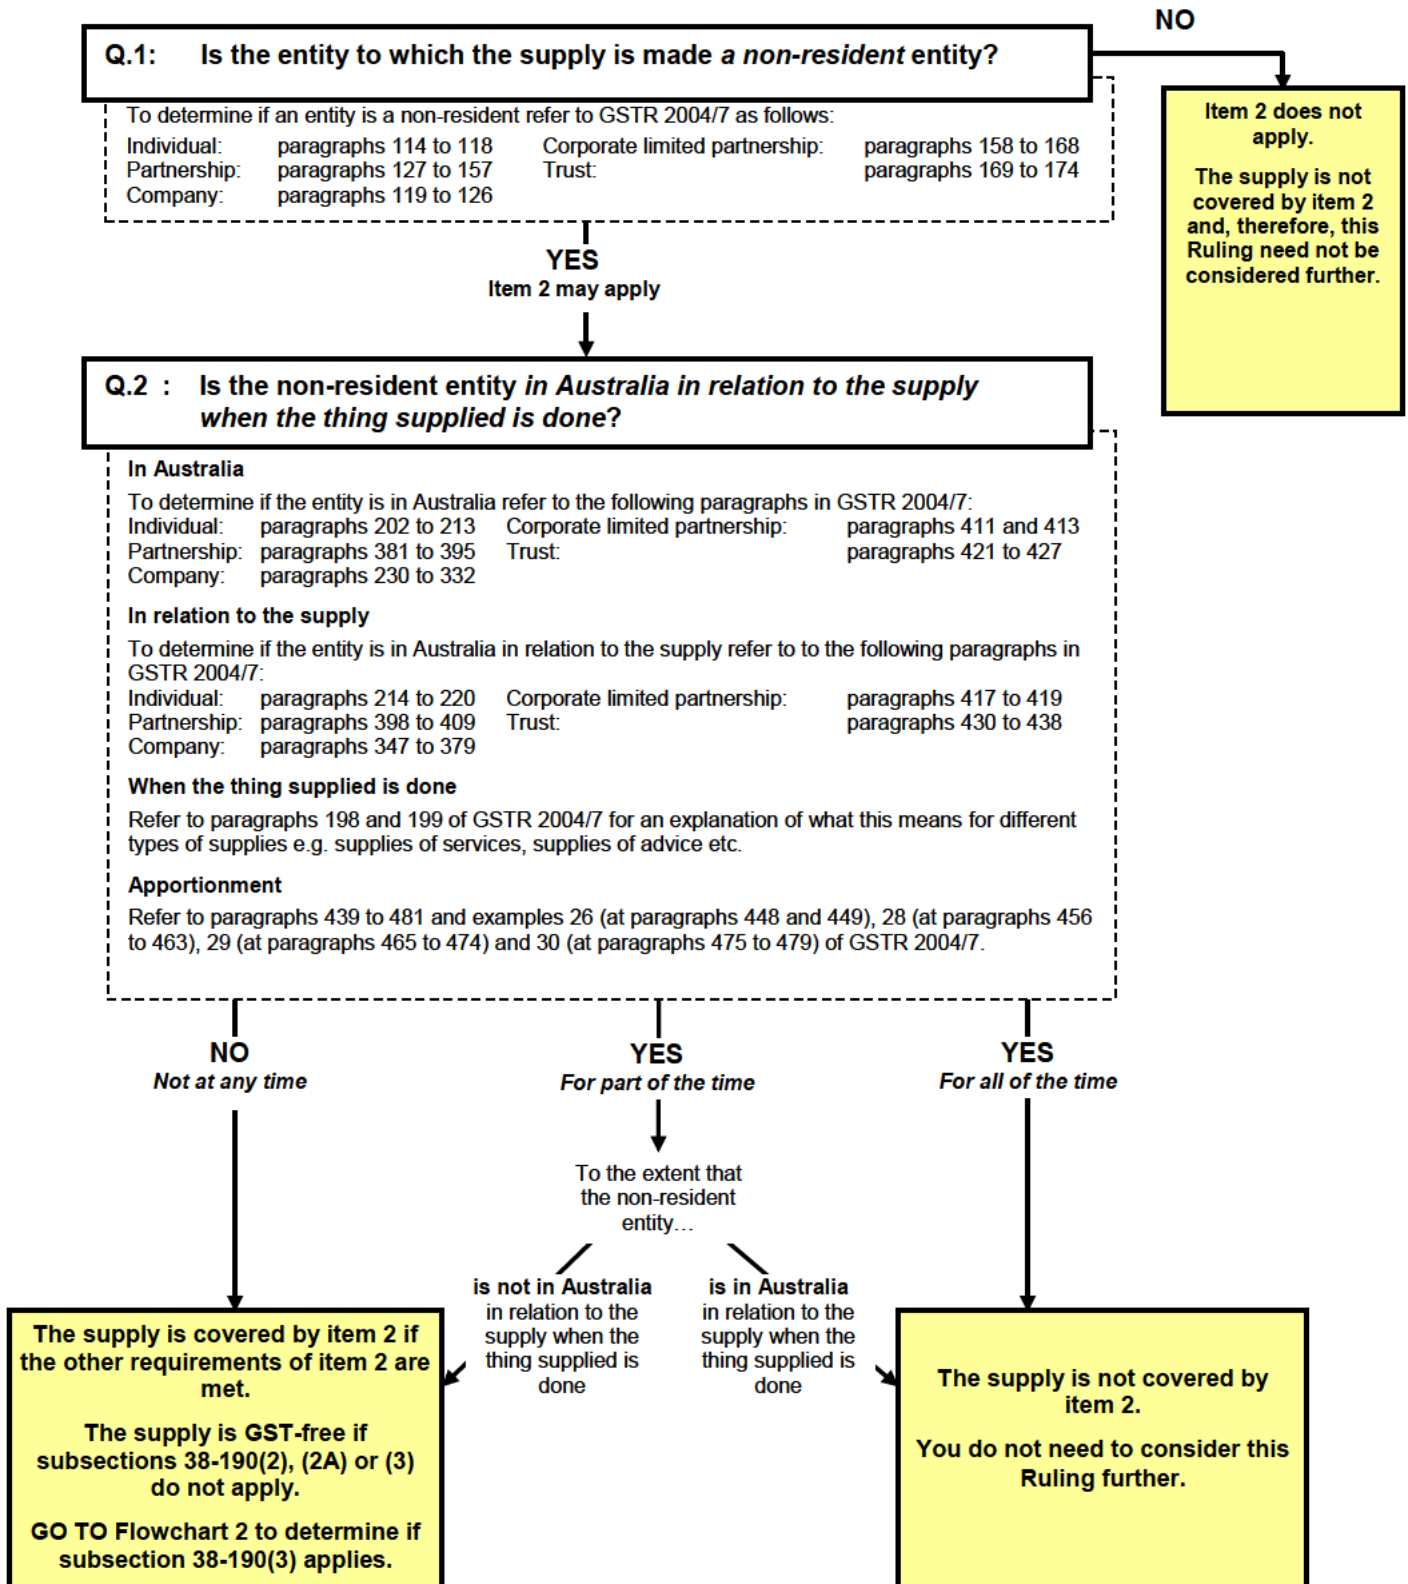 NO
Q.1: Is the entity to which the supply is made a non-resident entity?
To determine if an entity is a non-resident refer to GSTR 2004/7 as follows:
Individual: paragraphs 114 to 118 Corporate limited partnership: paragraphs 158 to 168
Partnership: paragraphs 127 to 157 Trust: paragraphs 169 to 174
Company: paragraphs 119 to 126
Item 2 does not
apply.
The supply is not
covered by item 2
and, therefore, this
Ruling need not be
considered further.
YES
Item 2 may apply
Q.2 : Is the non-resident entity in Australia in relation to the supply
when the thing supplied is done?
In Australia
To determine if the entity is in Australia refer to the following paragraphs in GSTR 2004/7:
Individual: paragraphs 202 to 213 Corporate limited partnership: paragraphs 411 and 413
Partnership: paragraphs 381 to 395 Trust: paragraphs 421 to 427
Company: paragraphs 230 to 332
In relation to the supply
To determine if the entity is in Australia in relation to the supply refer to to the following paragraphs in
GSTR 2004/7:
Individual: paragraphs 214 to 220 Corporate limited partnership: paragraphs 417 to 419
Partnership: paragraphs 398 to 409 Trust: paragraphs 430 to 438
Company: paragraphs 347 to 379
When the thing supplied is done
Refer to paragraphs 198 and 199 of GSTR 2004/7 for an explanation of what this means for different
types of supplies e.g. supplies of services, supplies of advice etc.
Apportionment
Refer to paragraphs 439 to 481 and examples 26 (at paragraphs 448 and 449), 28 (at paragraphs 456
to 463), 29 (at paragraphs 465 to 474) and 30 (at paragraphs 475 to 479) of GSTR 2004/7.
NO
Not at any time
YES
For part of the time
YES
For all of the time
To the extent that
the non-resident
entity…
is not in Australia
in relation to the
supply when the
thing supplied is
done
is in Australia
in relation to the
supply when the
thing supplied is
done
The supply is covered by item 2 if
the other requirements of item 2 are
met.
The supply is GST-free if
subsections 38-190(2), (2A) or (3)
do not apply.
GO TO Flowchart 2 to determine if
subsection 38-190(3) applies.
The supply is not covered by
item 2.
You do not need to consider this
Ruling further.